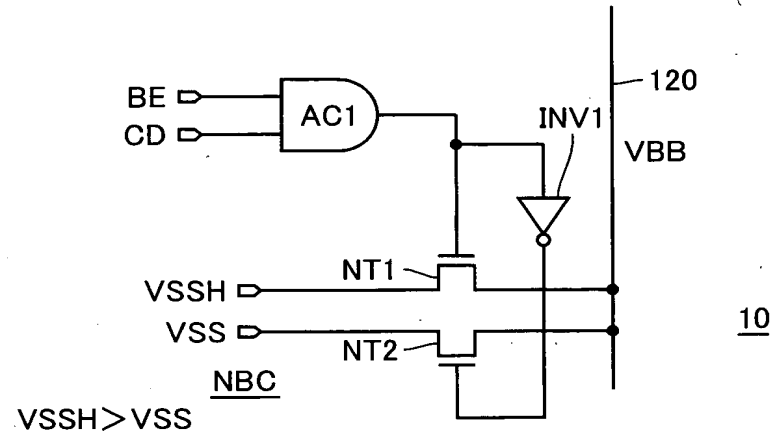 BE
CD
AC1
INV1
120
VBB
NT1
VSSH
VSS
NT2
10
NBC
VSSH>VSS